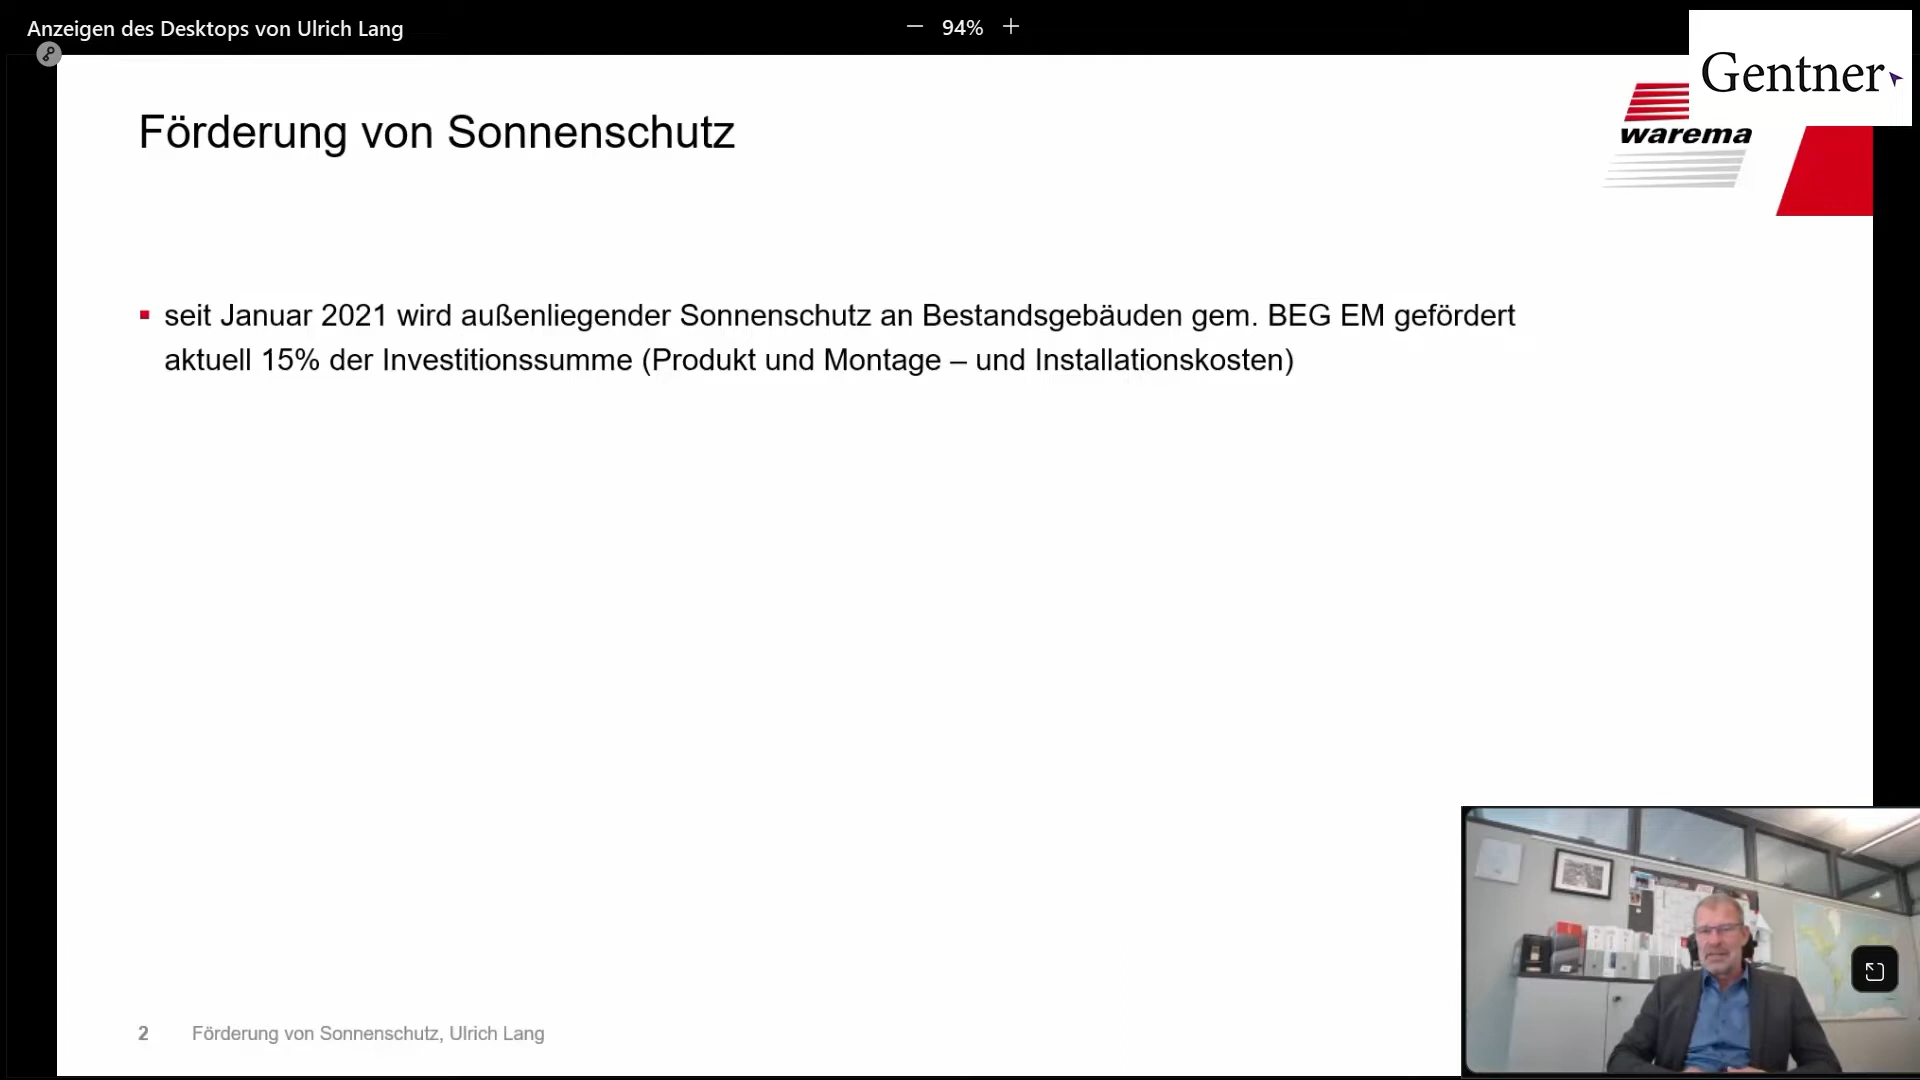 Anzeigen des Desktops von Ulrich Lang
94%
Gentner
warema
Förderung von Sonnenschutz
seit Januar 2021 wird außenliegender Sonnenschutz an Bestandsgebäuden gem. BEG EM gefördert
aktuell 15% der Investitionssumme (Produkt und Montage – und Installationskosten)
2 Förderung von Sonnenschutz, Ulrich Lang